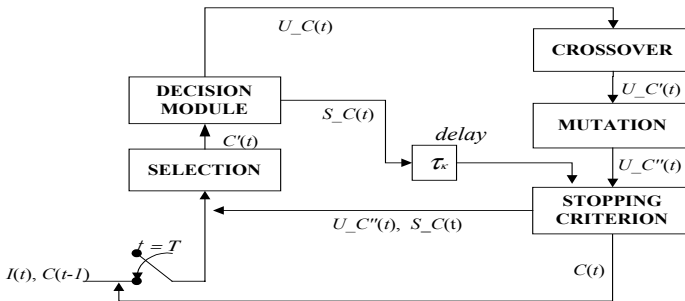 U_C(t)
CROSSOVER
DECISION
MODULE
U_C'(t)
S_C(t)
delay
MUTATION
C'(t)
τκ
SELECTION
U_C''(t)
STOPPING
CRITERION
U_C''(t), S_C(t)
t = T
I(t), C(t-1)
C(t)